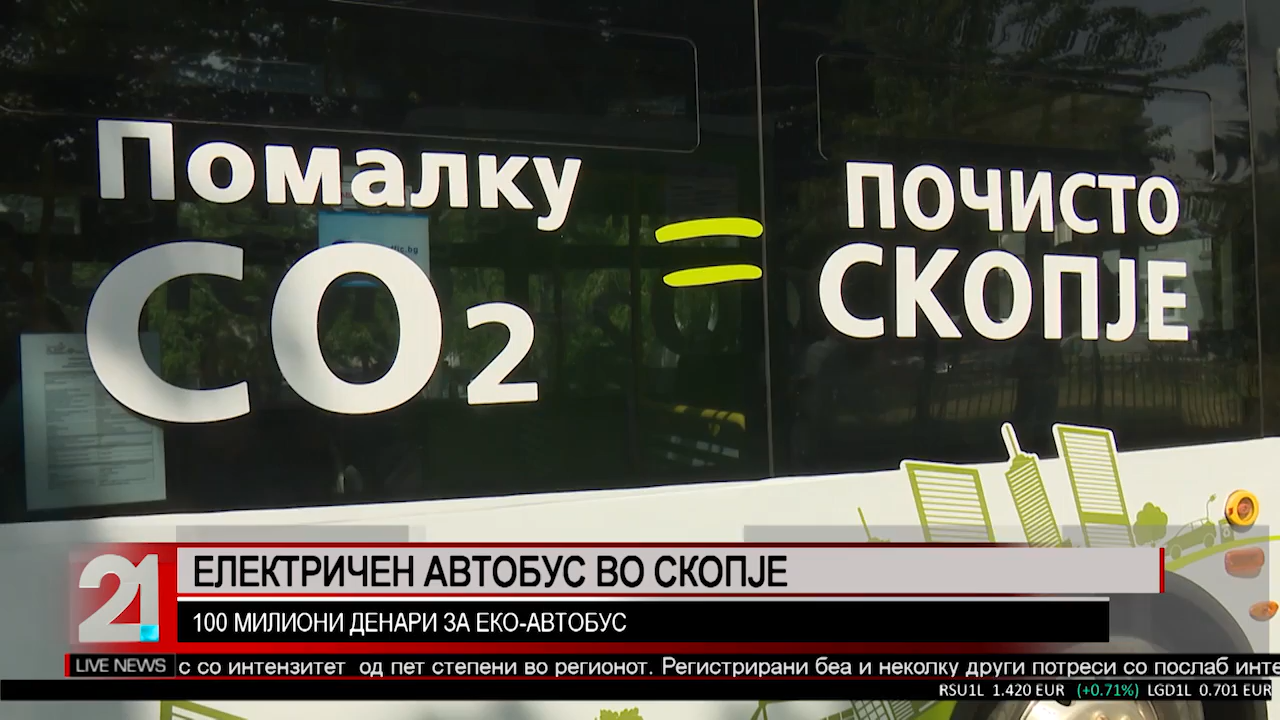 Помалку
CO2
=
ПОЧИСТО
СКОПЈЕ
21
ЕЛЕКТРИЧЕН АВТОБУС ВО СКОПЈЕ
100 МИЛИОНИ ДЕНАРИ ЗА ЕКО-АВТОБУС
LIVE NEWS
с со интензитет од пет степени во регионот. Регистрирани беа и неколку други потреси со послаб инте
RSU1L 1.420 EUR (+0.71%) LGD1L 0.701 EUR